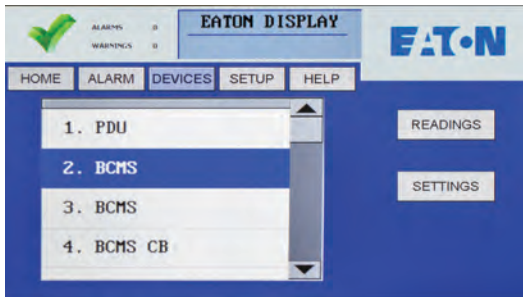 ALARMS 0
WARNINGS 0
EATON DISPLAY
EATON
HOME ALARM DEVICES SETUP HELP
1. PDU
2. BCMS
3. BCMS
4. BCMS CB
READINGS
SETTINGS